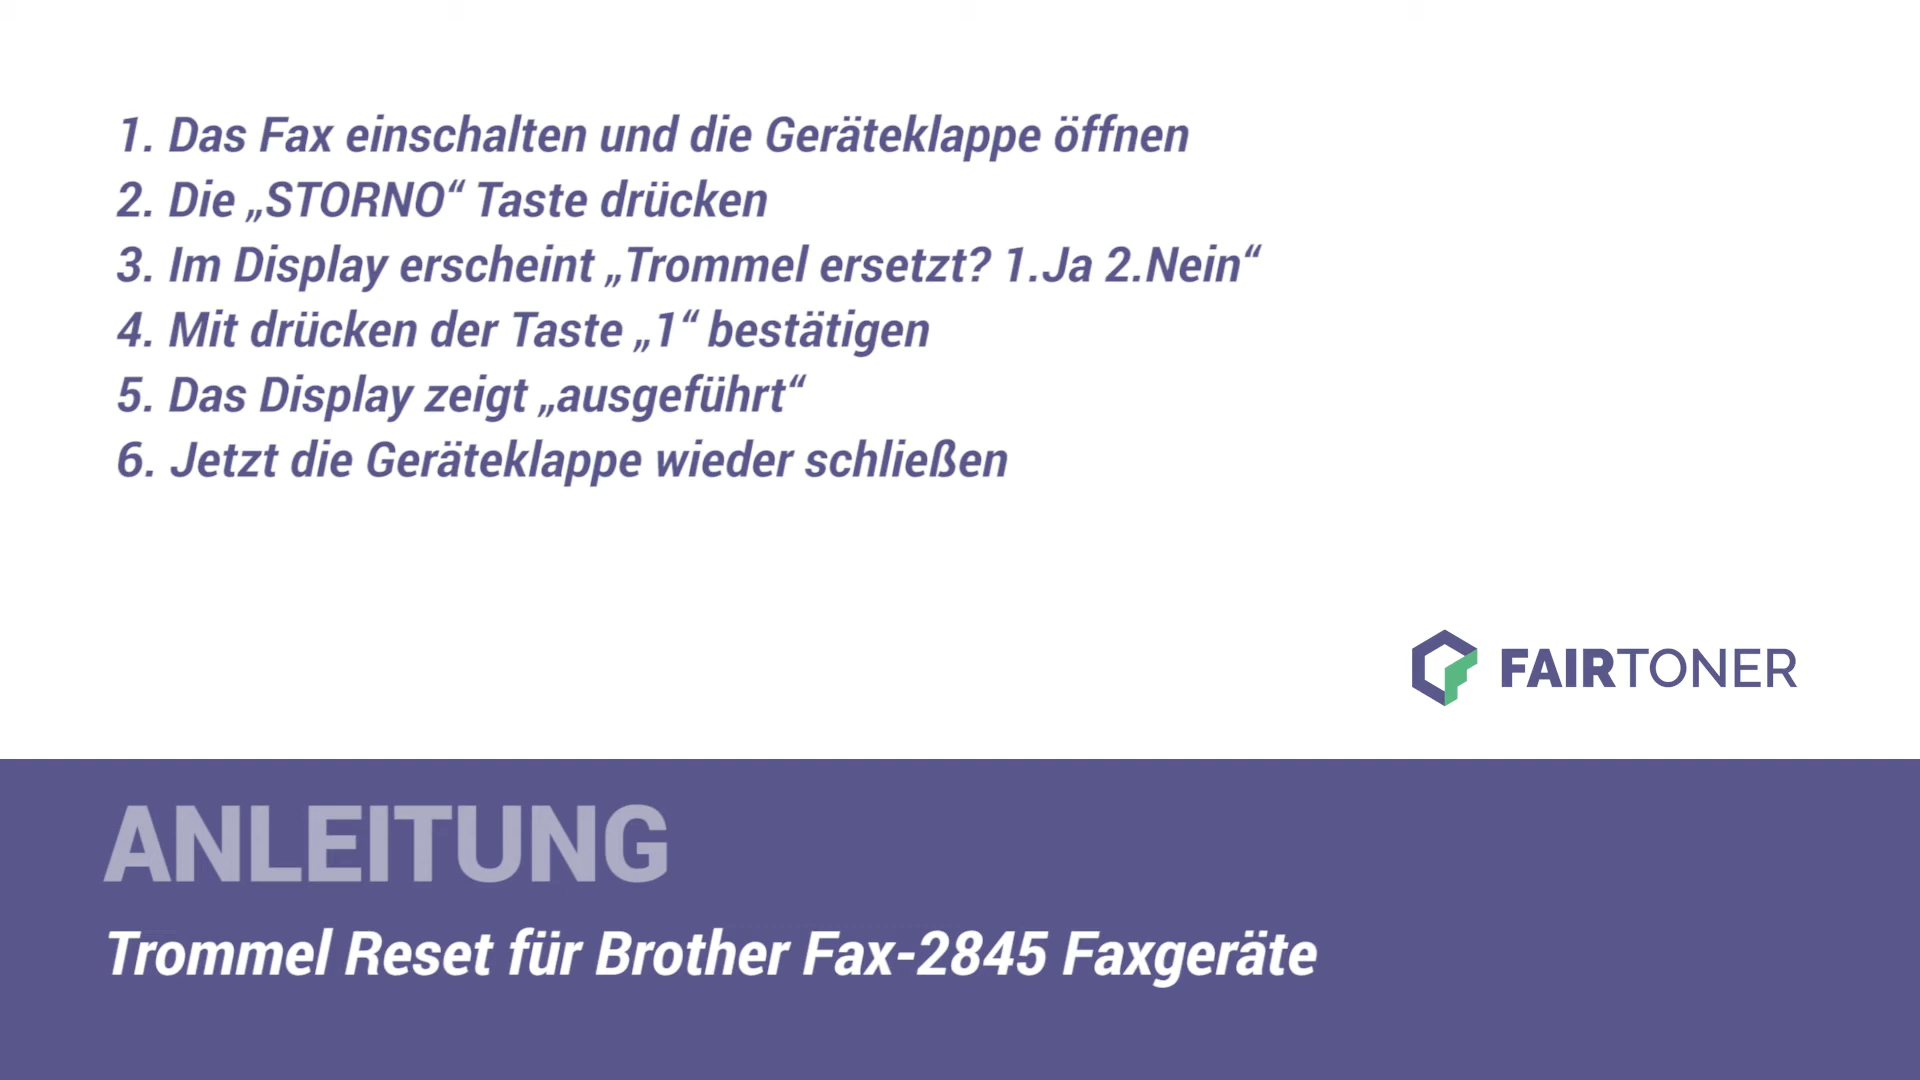 1. Das Fax einschalten und die Geräteklappe öffnen
2. Die „STORNO“ Taste drücken
3. Im Display erscheint „Trommel ersetzt? 1.Ja 2.Nein“
4. Mit drücken der Taste „1“ bestätigen
5. Das Display zeigt „ausgeführt“
6. Jetzt die Geräteklappe wieder schließen
FAIRTONER
ANLEITUNG
Trommel Reset für Brother Fax-2845 Faxgeräte